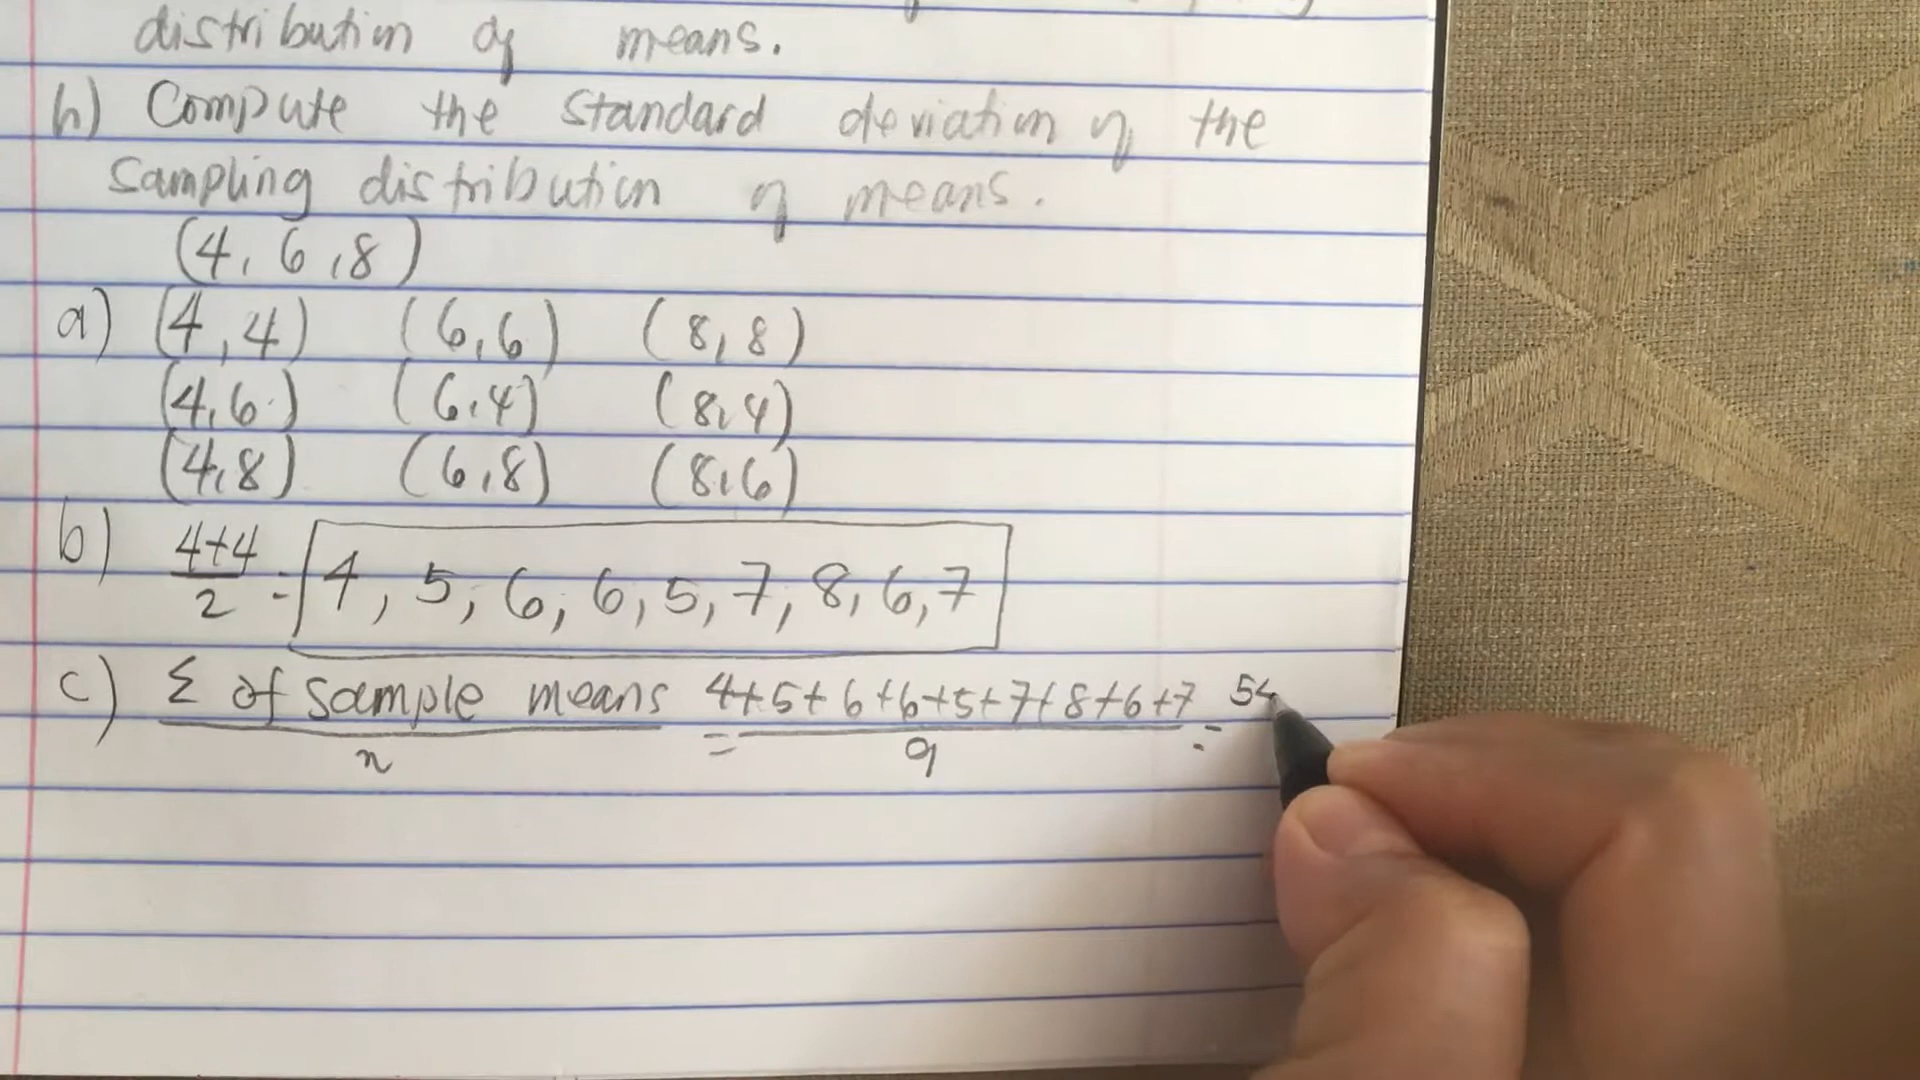 distribution of means.
h) Compute the standard deviation of the
sampling distribution of means.
(4, 6, 8)
a) (4, 4) (6, 6) (8, 8)
(4, 6) (6, 4) (8, 4)
(4, 8) (6, 8) (8, 6)
b) 4+4/2 = 4, 5, 6, 6, 5, 7, 8, 6, 7
c) Σ of sample means/n = 4+5+6+6+5+7+8+6+7/9 = 54